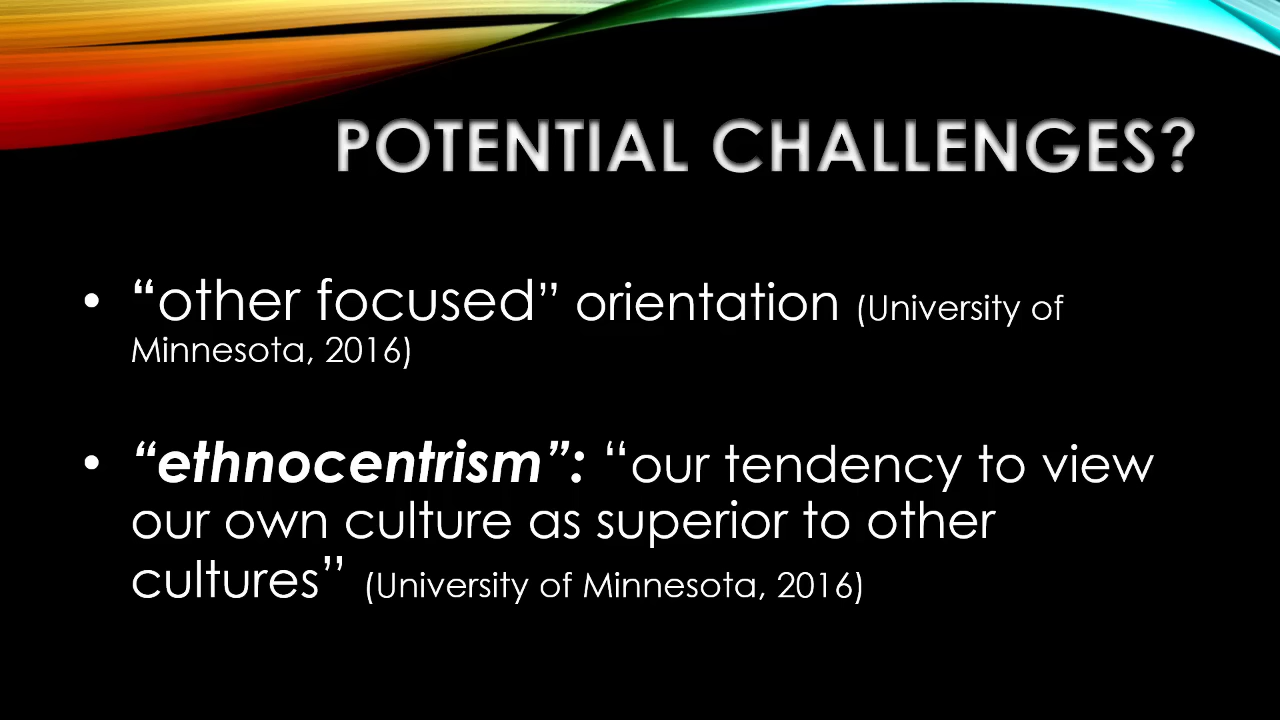 POTENTIAL CHALLENGES?
• “other focused” orientation (University of
Minnesota, 2016)
• “ethnocentrism”: “our tendency to view
our own culture as superior to other
cultures” (University of Minnesota, 2016)